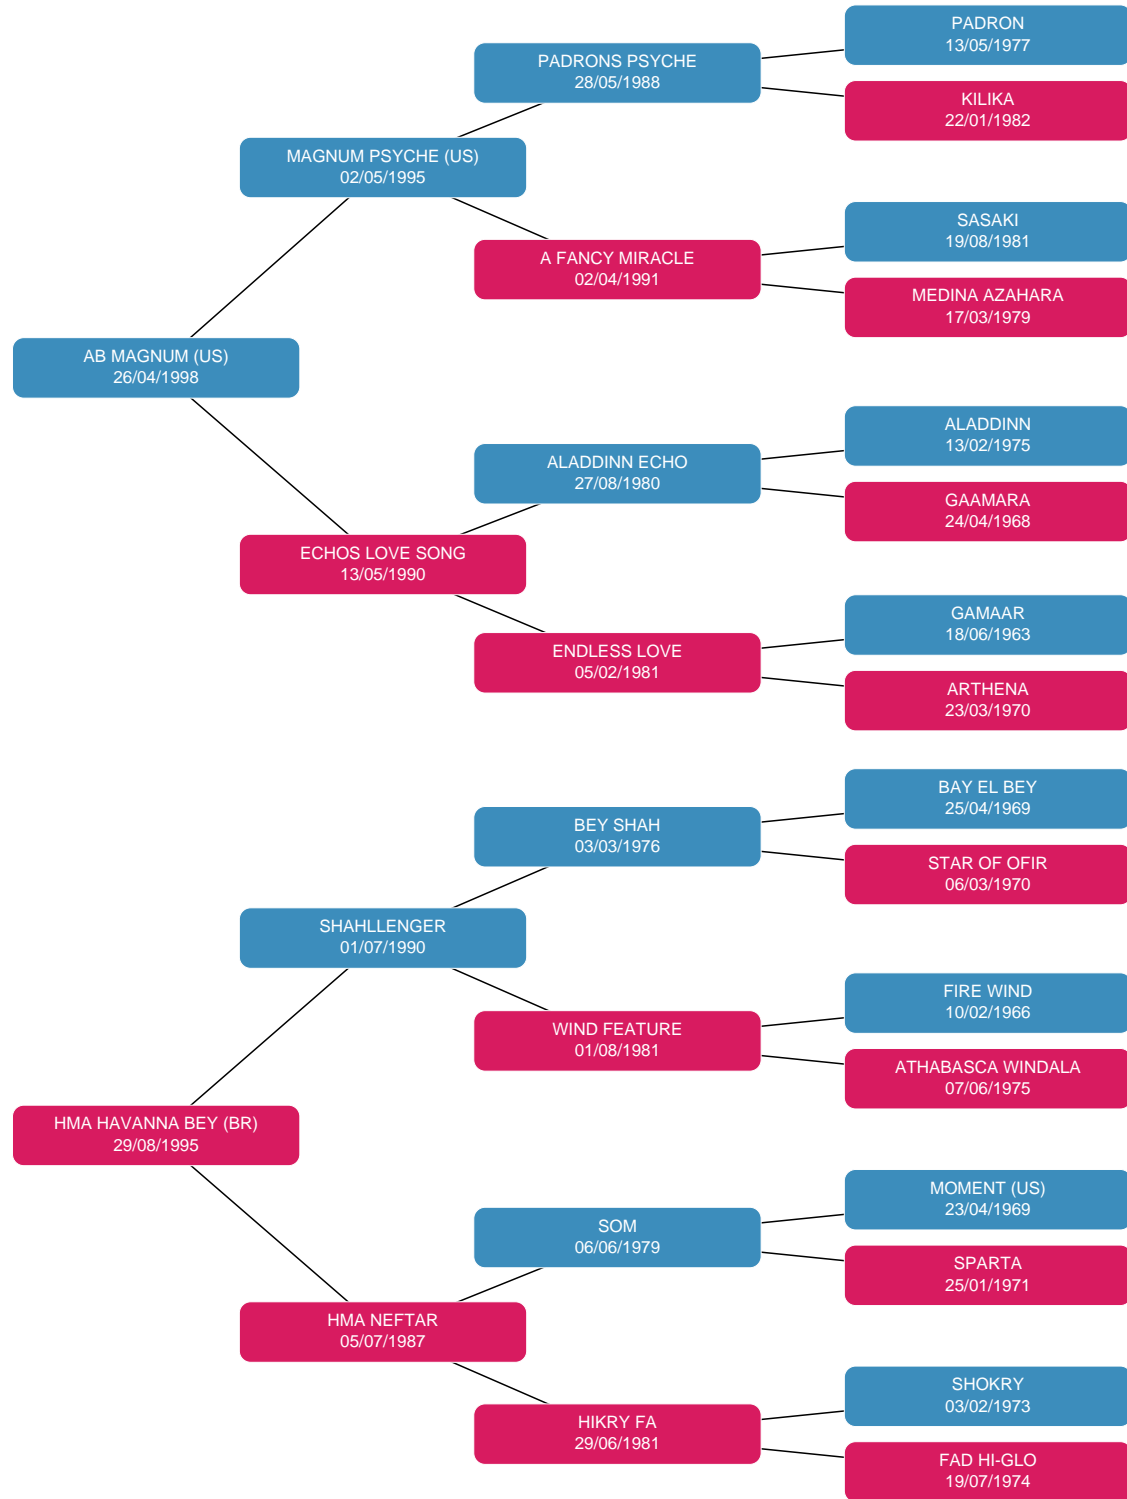 PADRON
13/05/1977
PADRONS PSYCHE
28/05/1988
KILIKA
22/01/1982
MAGNUM PSYCHE (US)
02/05/1995
SASAKI
19/08/1981
A FANCY MIRACLE
02/04/1991
MEDINA AZAHARA
17/03/1979
AB MAGNUM (US)
26/04/1998
ALADDINN
13/02/1975
ALADDINN ECHO
27/08/1980
GAAMARA
24/04/1968
ECHOS LOVE SONG
13/05/1990
GAMAAR
18/06/1963
ENDLESS LOVE
05/02/1981
ARTHENA
23/03/1970
BAY EL BEY
25/04/1969
BEY SHAH
03/03/1976
STAR OF OFIR
06/03/1970
SHAHLLENGER
01/07/1990
FIRE WIND
10/02/1966
WIND FEATURE
01/08/1981
ATHABASCA WINDALA
07/06/1975
HMA HAVANNA BEY (BR)
29/08/1995
MOMENT (US)
23/04/1969
SOM
06/06/1979
SPARTA
25/01/1971
HMA NEFTAR
05/07/1987
SHOKRY
03/02/1973
HIKRY FA
29/06/1981
FAD HI-GLO
19/07/1974